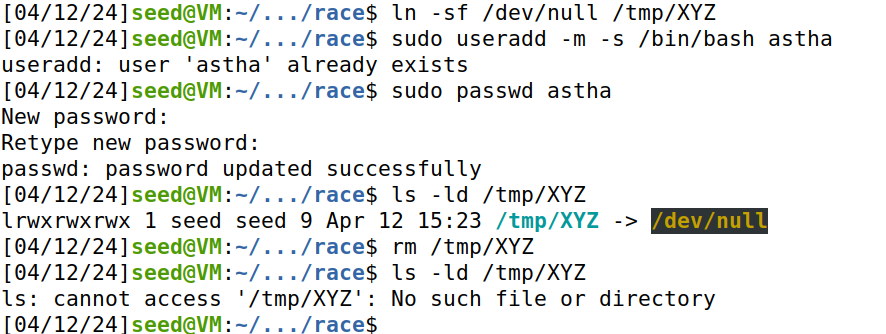 [04/12/24]seed@VM:~/.../race$ ln -sf /dev/null /tmp/XYZ
[04/12/24]seed@VM:~/.../race$ sudo useradd -m -s /bin/bash astha
useradd: user 'astha' already exists
[04/12/24]seed@VM:~/.../race$ sudo passwd astha
New password:
Retype new password:
passwd: password updated successfully
[04/12/24]seed@VM:~/.../race$ ls -ld /tmp/XYZ
lrwxrwxrwx 1 seed seed 9 Apr 12 15:23 /tmp/XYZ -> /dev/null
[04/12/24]seed@VM:~/.../race$ rm /tmp/XYZ
[04/12/24]seed@VM:~/.../race$ ls -ld /tmp/XYZ
ls: cannot access '/tmp/XYZ': No such file or directory
[04/12/24]seed@VM:~/.../race$